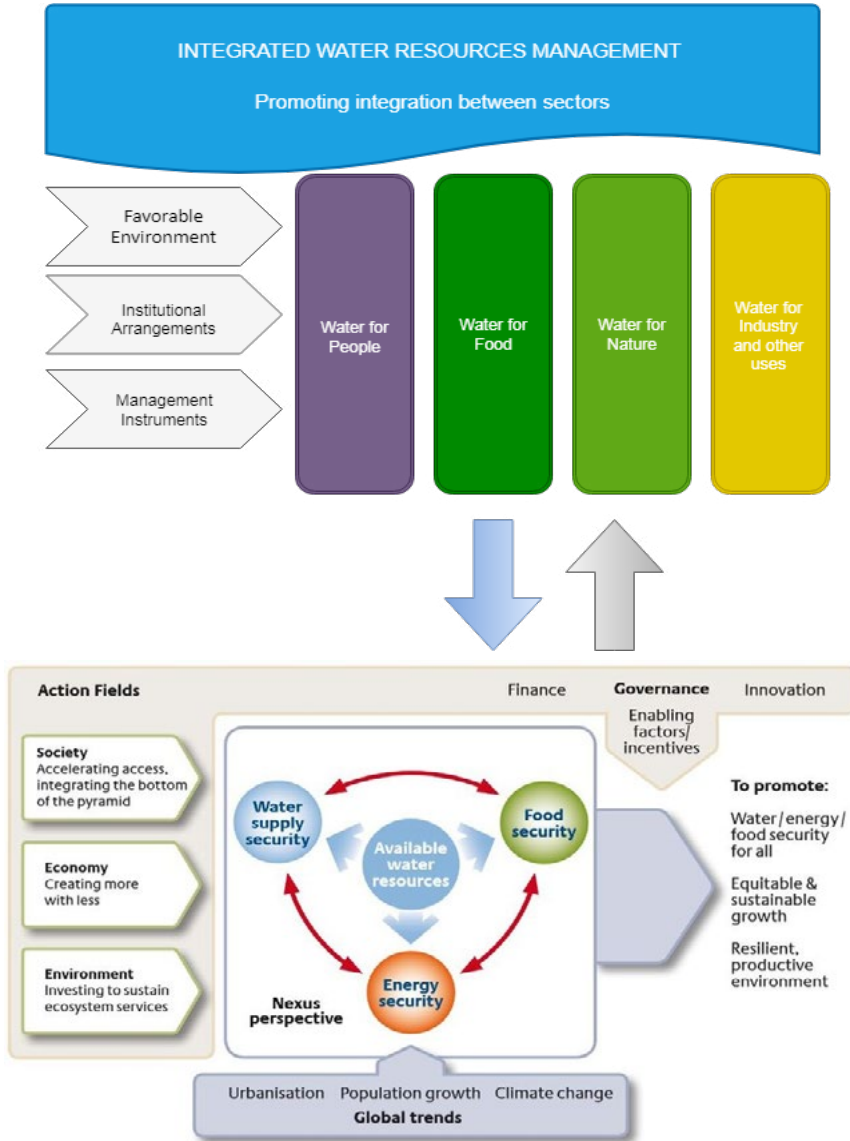 INTEGRATED WATER RESOURCES MANAGEMENT
Promoting integration between sectors
Favorable
Environment
Institutional
Arrangements
Management
Instruments
Water for
People
Water for
Food
Water for
Nature
Water for
Industry
and other
uses
Action Fields
Finance
Governance
Innovation
Enabling
factors/
incentives
Society
Accelerating access,
integrating the bottom
of the pyramid
Economy
Creating more
with less
Environment
Investing to sustain
ecosystem services
Water
supply
security
Food
security
Available
water
resources
Energy
security
Nexus
perspective
To promote:
Water/energy/
food security
for all
Equitable &
sustainable
growth
Resilient,
productive
environment
Urbanisation Population growth Climate change
Global trends